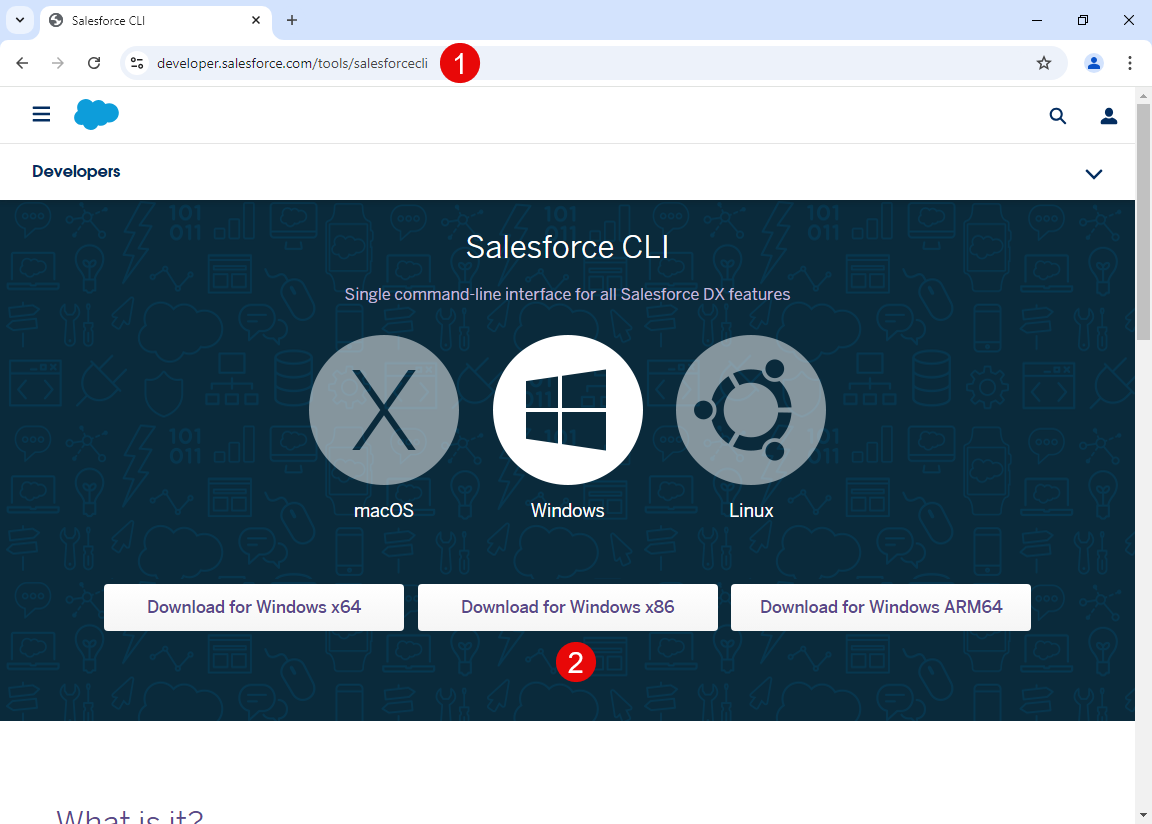 Salesforce CLI
developer.salesforce.com/tools/salesforcecli
1
Developers
Salesforce CLI
Single command-line interface for all Salesforce DX features
macOS Windows Linux
Download for Windows x64 Download for Windows x86 Download for Windows ARM64
2
What is it?